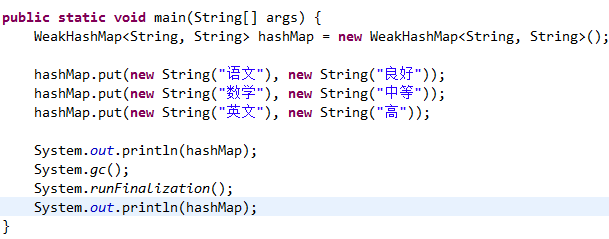 public static void main(String[] args) {
    WeakHashMap<String, String> hashMap = new WeakHashMap<String, String>();
    hashMap.put(new String("语文"), new String("良好"));
    hashMap.put(new String("数学"), new String("中等"));
    hashMap.put(new String("英文"), new String("高"));
    System.out.println(hashMap);
    System.gc();
    System.runFinalization();
    System.out.println(hashMap);
}